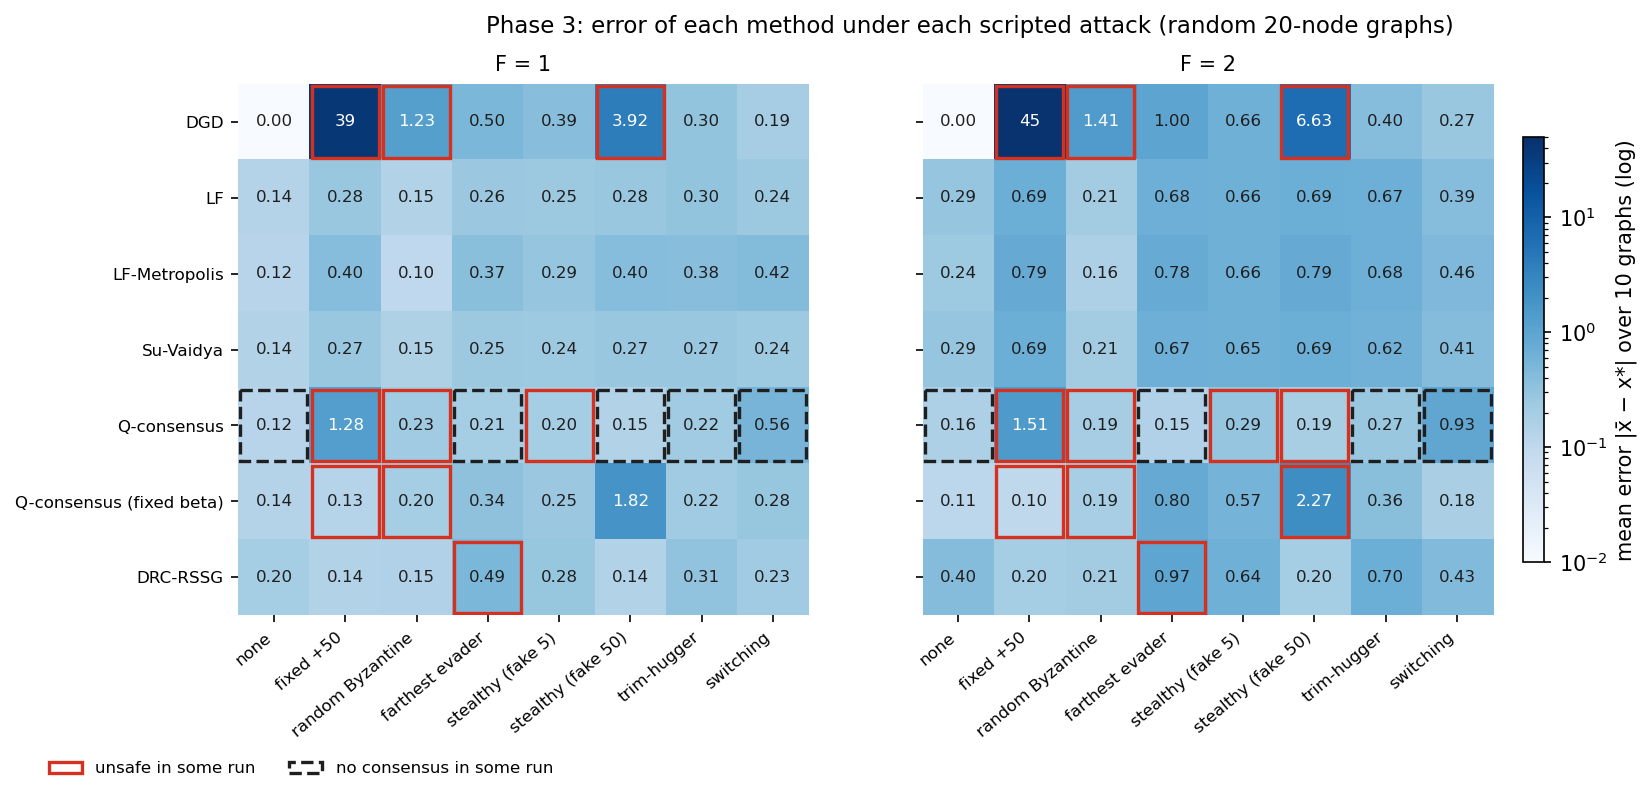 Phase 3: error of each method under each scripted attack (random 20-node graphs)
F = 1
F = 2
DGD 0.00 39 1.23 0.50 0.39 3.92 0.30 0.19 0.00 45 1.41 1.00 0.66 6.63 0.40 0.27
LF 0.14 0.28 0.15 0.26 0.25 0.28 0.30 0.24 0.29 0.69 0.21 0.68 0.66 0.69 0.67 0.39
LF-Metropolis 0.12 0.40 0.10 0.37 0.29 0.40 0.38 0.42 0.24 0.79 0.16 0.78 0.66 0.79 0.68 0.46
Su-Vaidya 0.14 0.27 0.15 0.25 0.24 0.27 0.27 0.24 0.29 0.69 0.21 0.67 0.65 0.69 0.62 0.41
Q-consensus 0.12 1.28 0.23 0.21 0.20 0.15 0.22 0.56 0.16 1.51 0.19 0.15 0.29 0.19 0.27 0.93
Q-consensus (fixed beta) 0.14 0.13 0.20 0.34 0.25 1.82 0.22 0.28 0.11 0.10 0.19 0.80 0.57 2.27 0.36 0.18
DRC-RSSG 0.20 0.14 0.15 0.49 0.28 0.14 0.31 0.23 0.40 0.20 0.21 0.97 0.64 0.20 0.70 0.43
none
fixed +50
random Byzantine
farthest evader
stealthy (fake 5)
stealthy (fake 50)
trim-hugger
switching
none
fixed +50
random Byzantine
farthest evader
stealthy (fake 5)
stealthy (fake 50)
trim-hugger
switching
10¹
10⁰
10⁻¹
10⁻²
mean error |x̄ − x*| over 10 graphs (log)
unsafe in some run
no consensus in some run